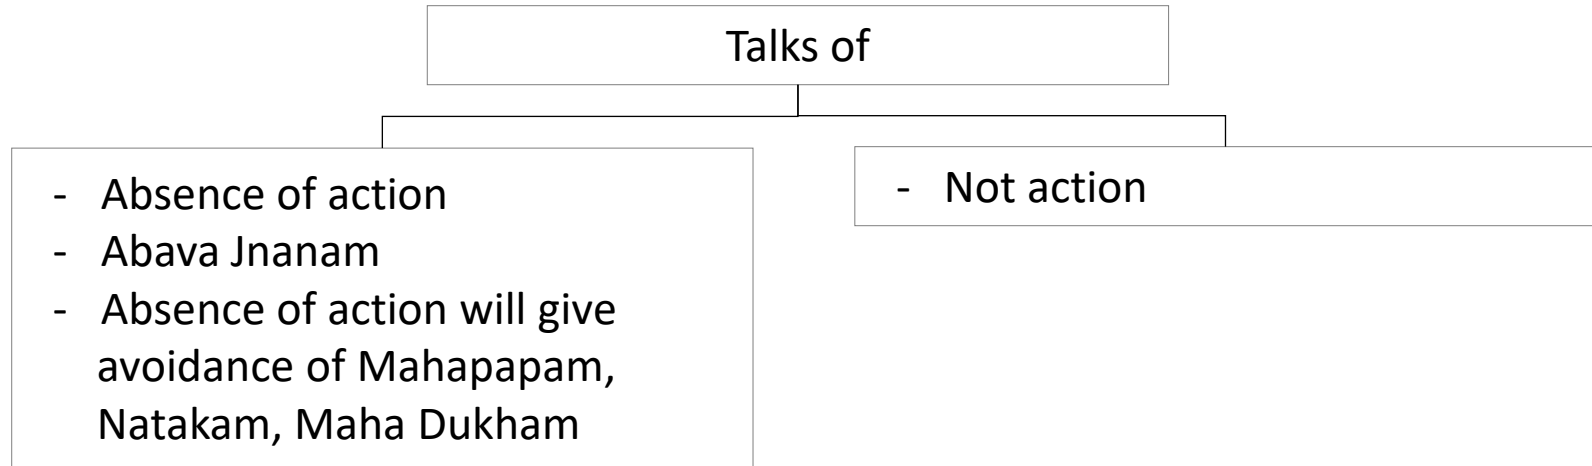 Talks of
- Absence of action
- Abava Jnanam
- Absence of action will give
avoidance of Mahapapam,
Natakam, Maha Dukham
- Not action